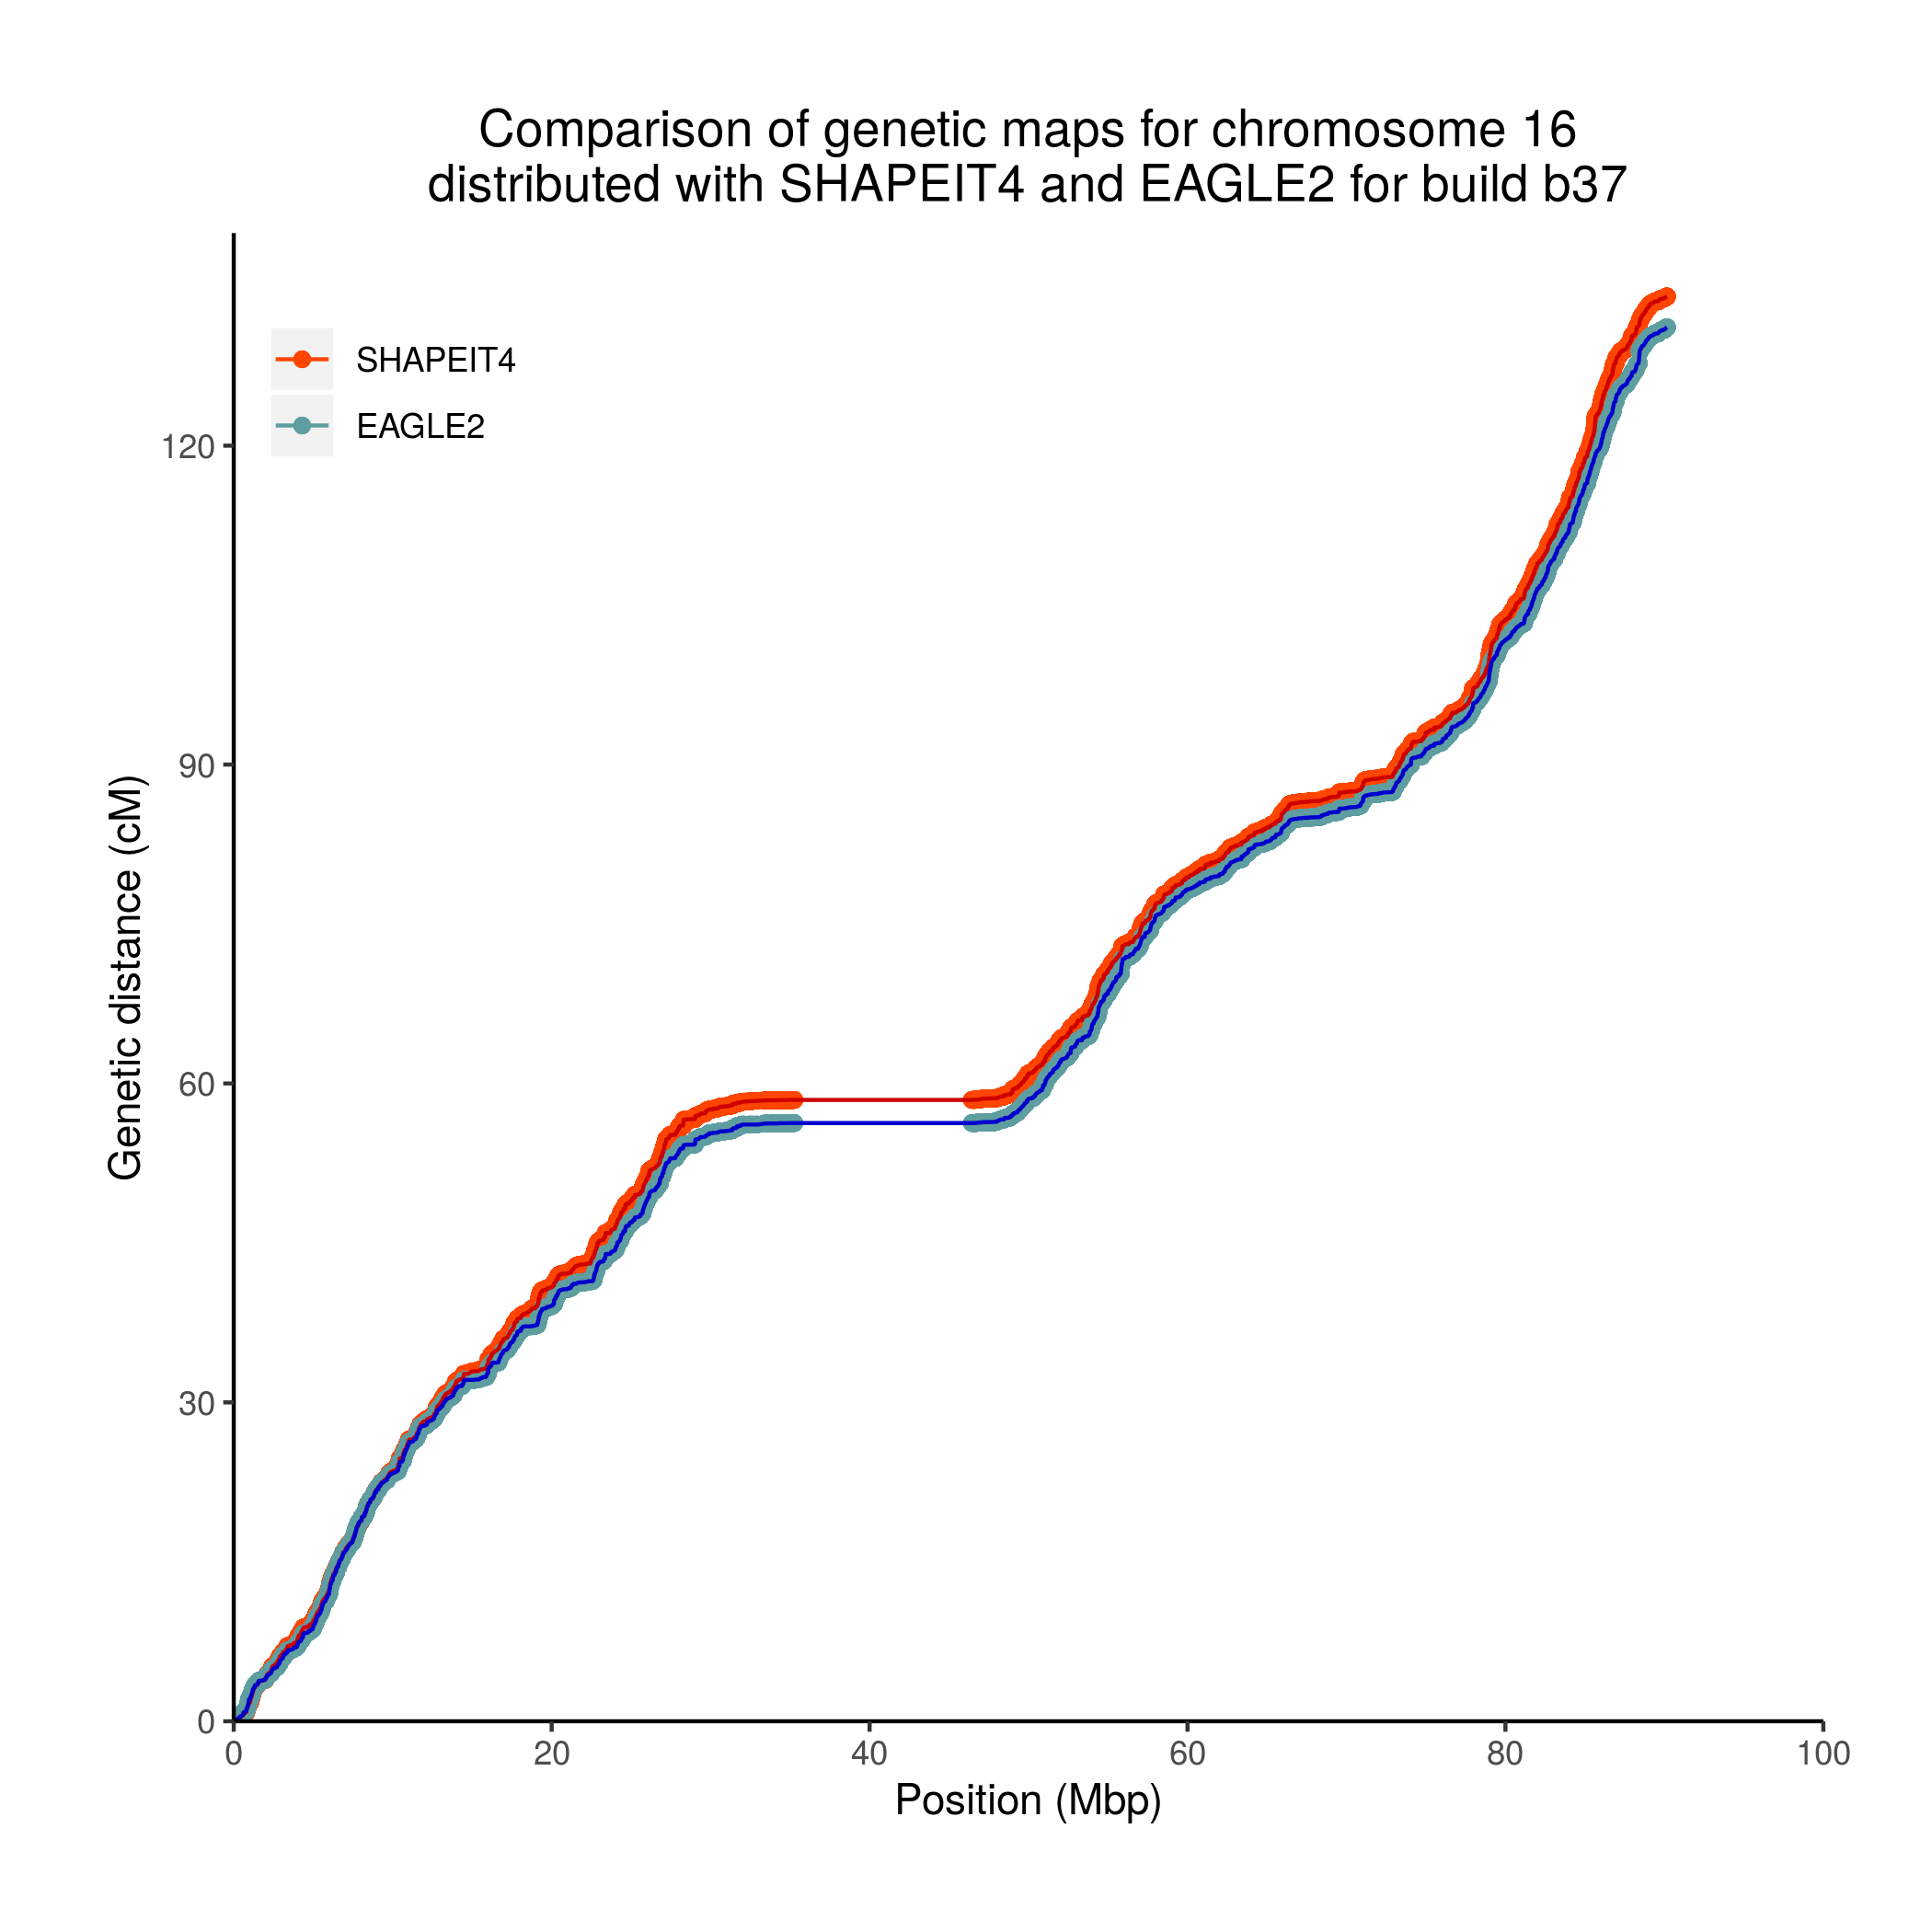 Comparison of genetic maps for chromosome 16
distributed with SHAPEIT4 and EAGLE2 for build b37
SHAPEIT4
EAGLE2
Genetic distance (cM)
120
90
60
30
0
0 20 40 60 80 100
Position (Mbp)